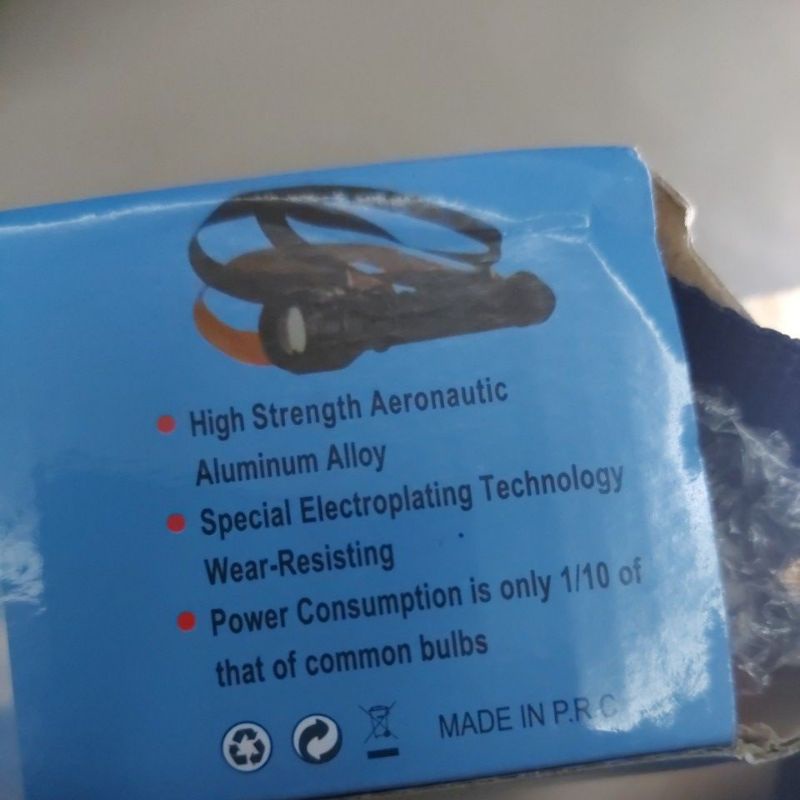 High Strength Aeronautic
Aluminum Alloy
Special Electroplating Technology
Wear-Resisting
Power Consumption is only 1/10 of
that of common bulbs
MADE IN P.R.C